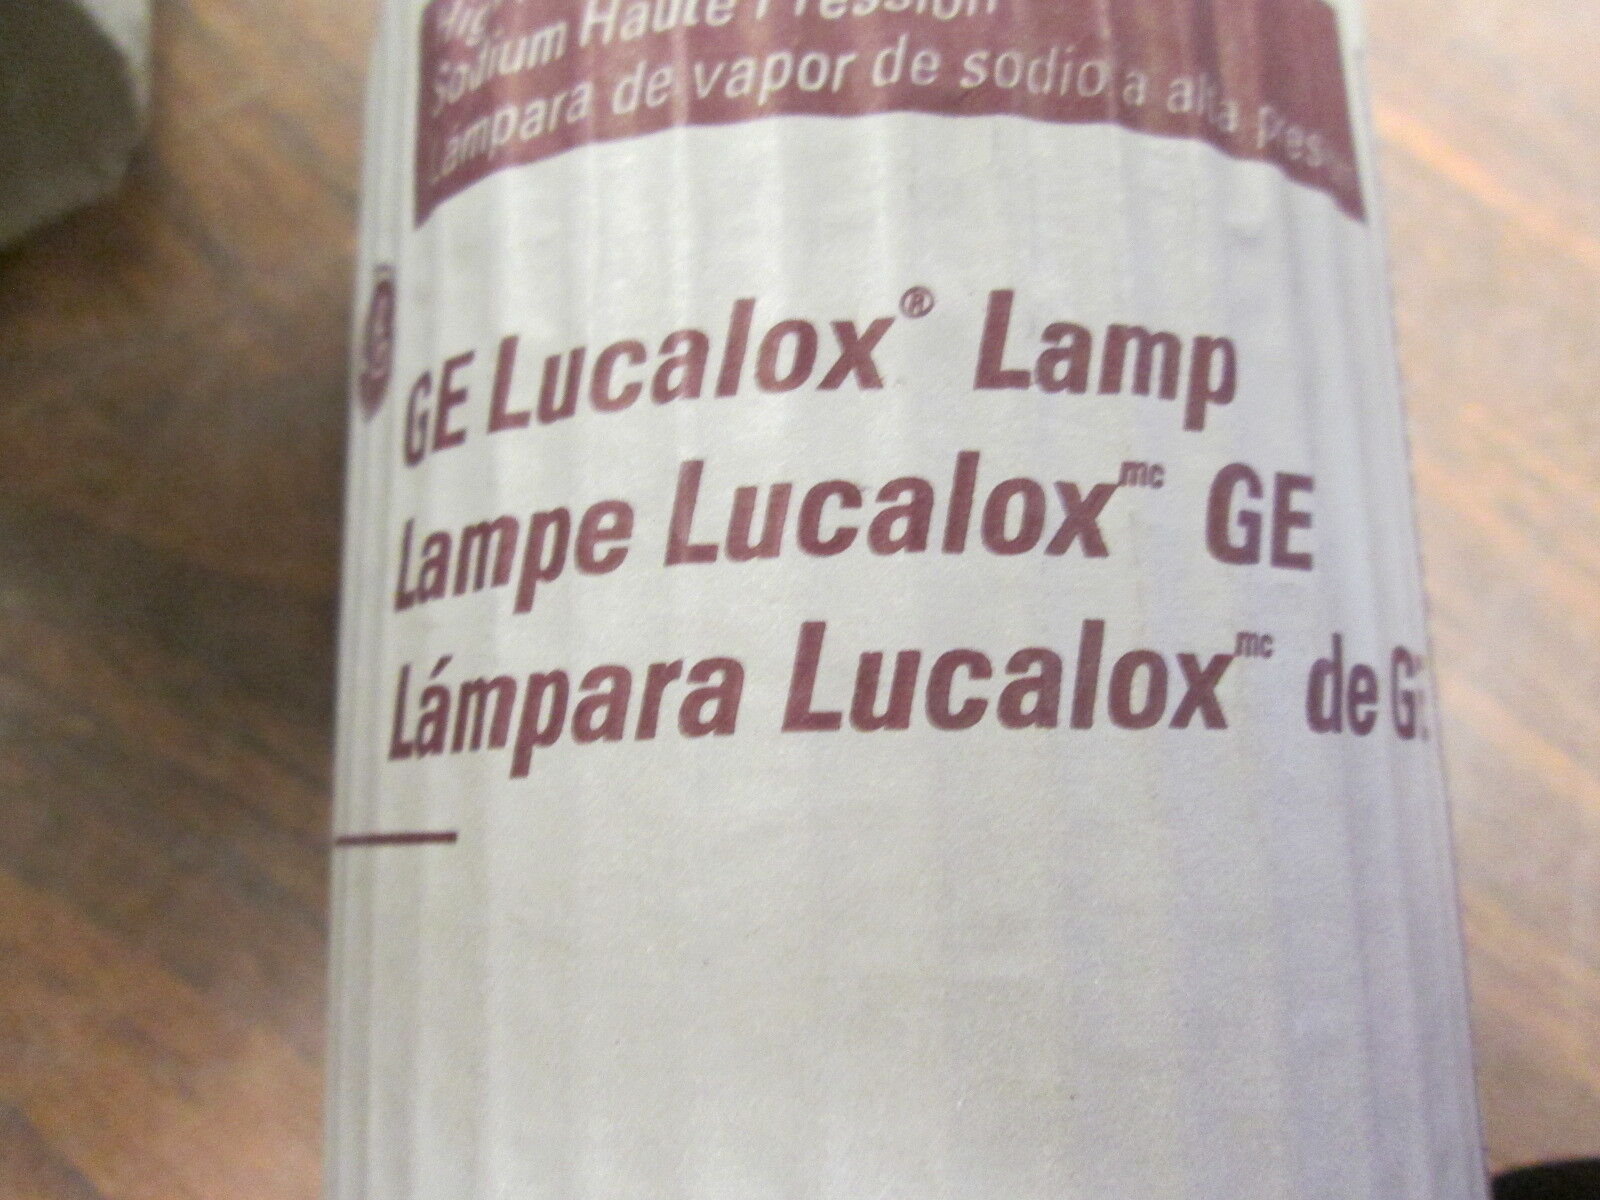 Sodium Haute Pression
Lámpara de vapor de sodio a alta
GE Lucalox® Lamp
Lampe Lucalox mc GE
Lámpara Lucalox mc de